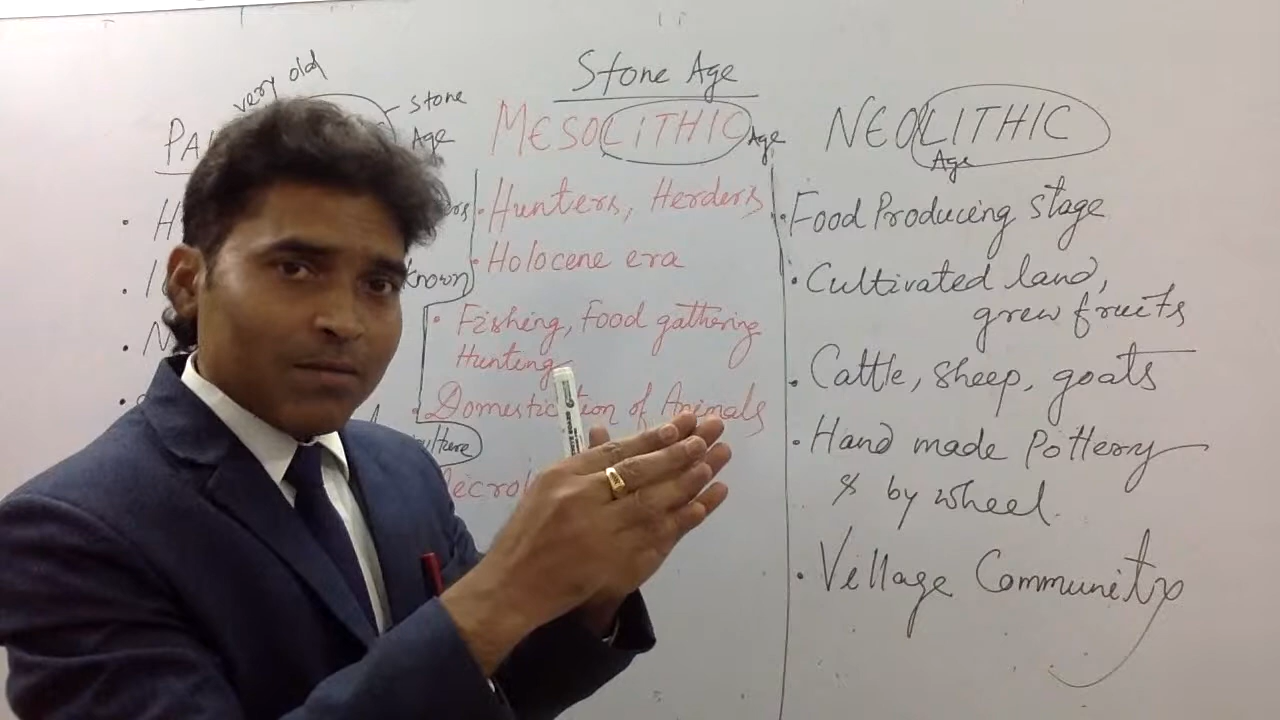 Stone Age
very old
stone
Age
PA
known
MESOLITHIC Age
• Hunters, Herders
• Holocene era
• Fishing, Food gathering
Hunting
• Domestication of Animals
NEOLITHIC
Age
• Food Producing stage
• Cultivated land,
grew fruits
• Cattle, sheep, goats
• Hand made Pottery
& by wheel.
• Village Community